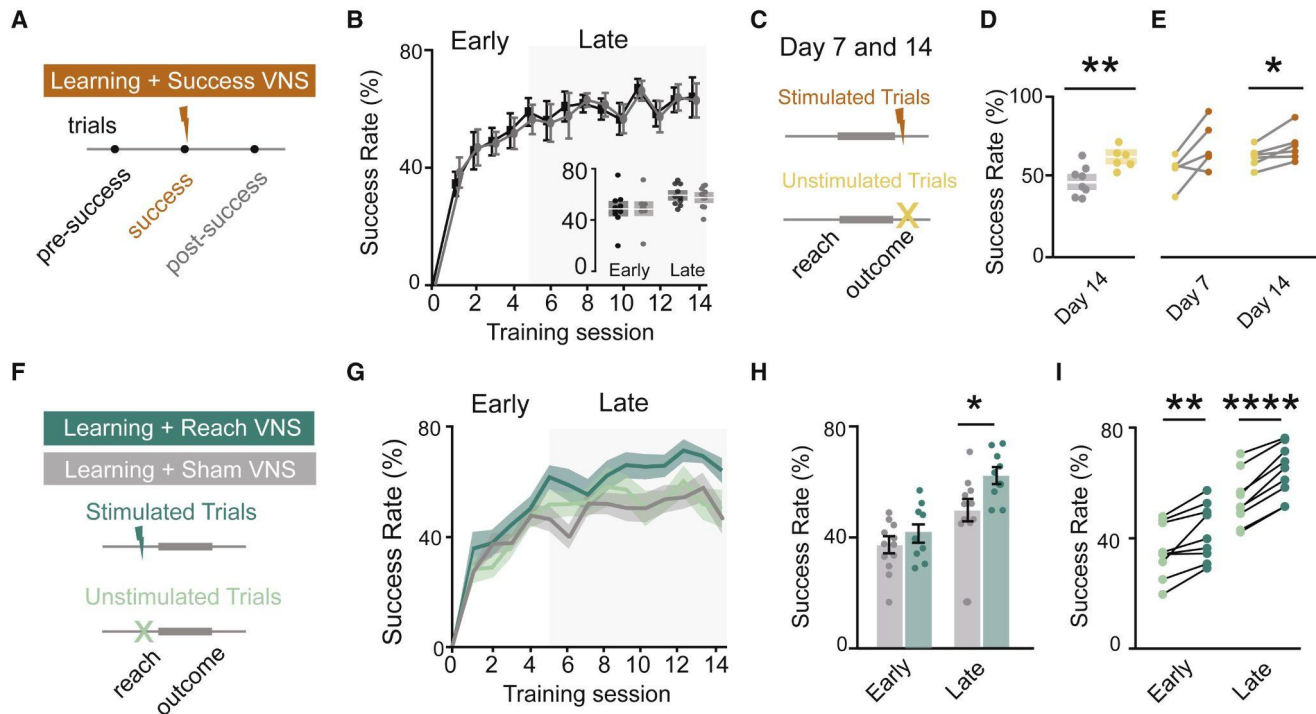 A
Learning + Success VNS
trials
pre-success
success
post-success
B
Early
Late
Success Rate (%)
80
40
0
80
40
0
Early
Late
0
2
4
6
8
10
12
14
Training session
C
Day 7 and 14
Stimulated Trials
Unstimulated Trials
reach
outcome
D
**
Success Rate (%)
100
50
0
Day 14
E
*
Day 7
Day 14
F
Learning + Reach VNS
Learning + Sham VNS
Stimulated Trials
Unstimulated Trials
reach
outcome
G
Early
Late
Success Rate (%)
80
40
0
0
2
4
6
8
10
12
14
Training session
H
*
Success Rate (%)
80
40
0
Early
Late
I
**
****
Success Rate (%)
80
40
0
Early
Late